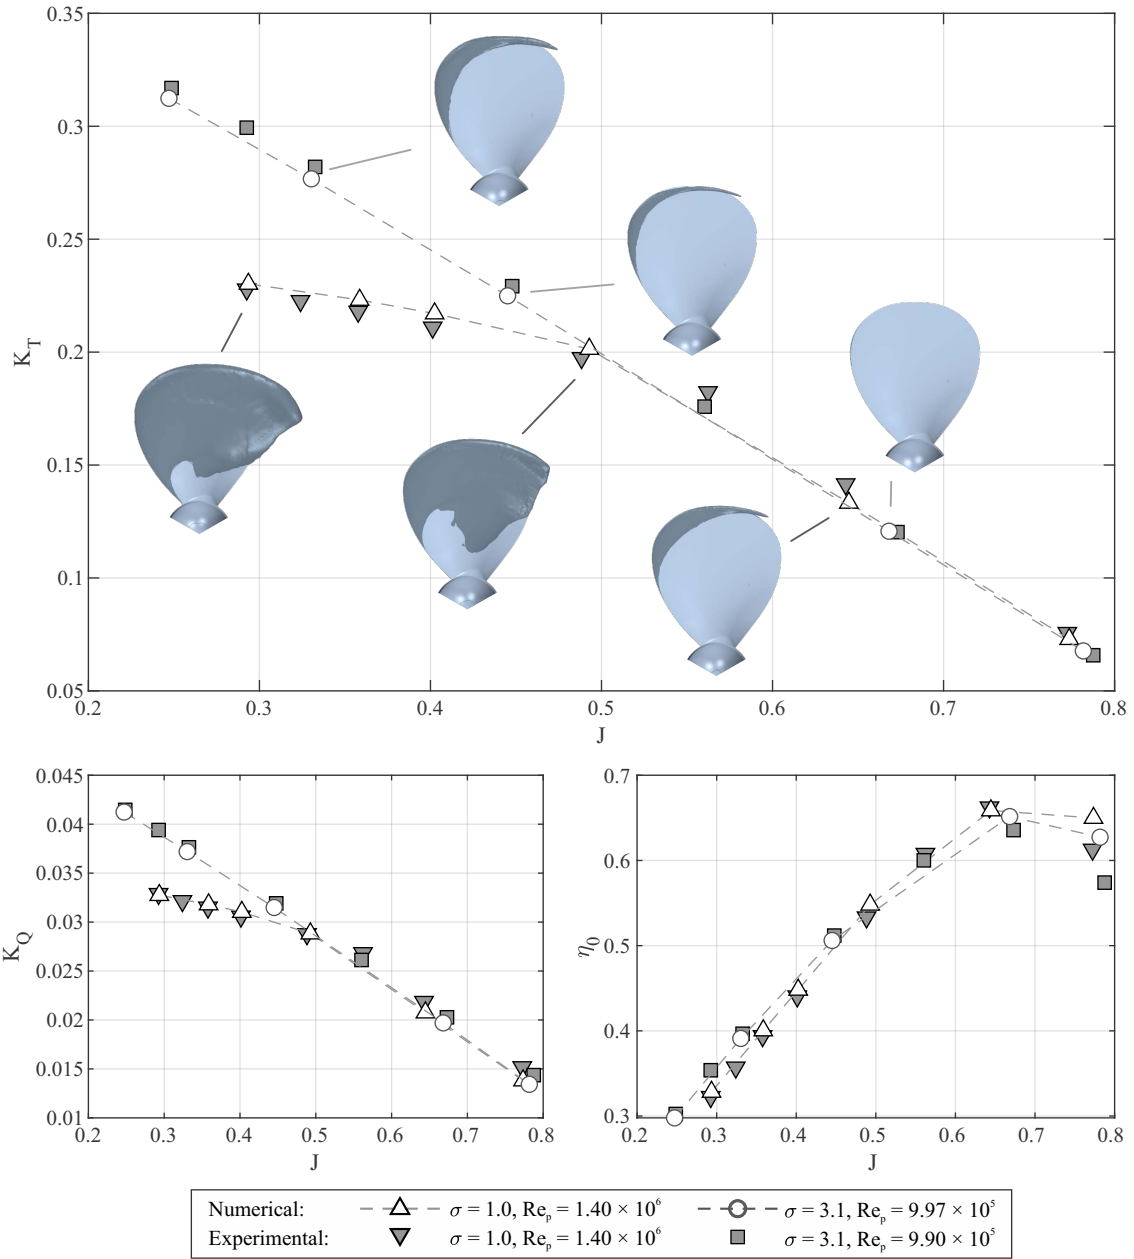 0.35
0.3
0.25
0.2
0.15
0.1
0.05
K_T
0.2 0.3 0.4 0.5 0.6 0.7 0.8
J
0.045
0.04
0.035
0.03
0.025
0.02
0.015
0.01
K_Q
0.2 0.3 0.4 0.5 0.6 0.7 0.8
J
0.7
0.6
0.5
0.4
0.3
η_0
0.2 0.3 0.4 0.5 0.6 0.7 0.8
J
Numerical: σ = 1.0, Re_p = 1.40 × 10^6 σ = 3.1, Re_p = 9.97 × 10^5
Experimental: σ = 1.0, Re_p = 1.40 × 10^6 σ = 3.1, Re_p = 9.90 × 10^5